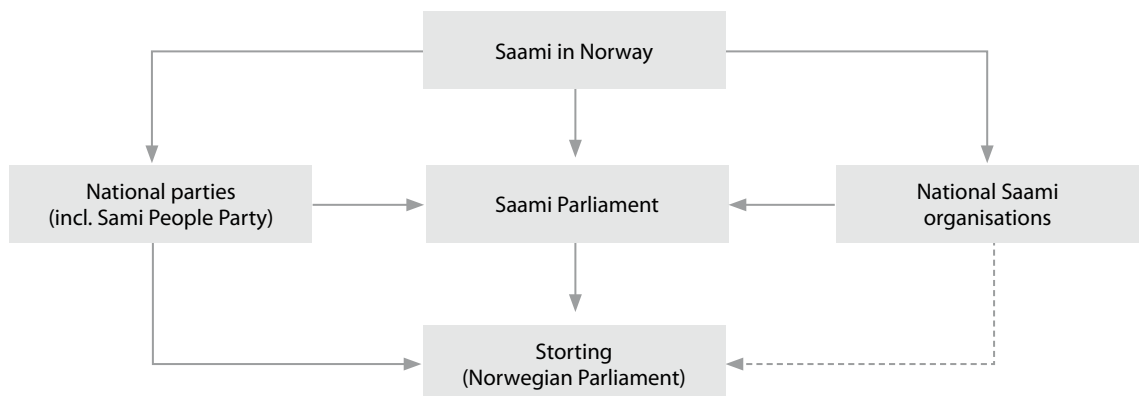 Saami in Norway
National parties
(incl. Sami People Party)
Saami Parliament
National Saami
organisations
Storting
(Norwegian Parliament)